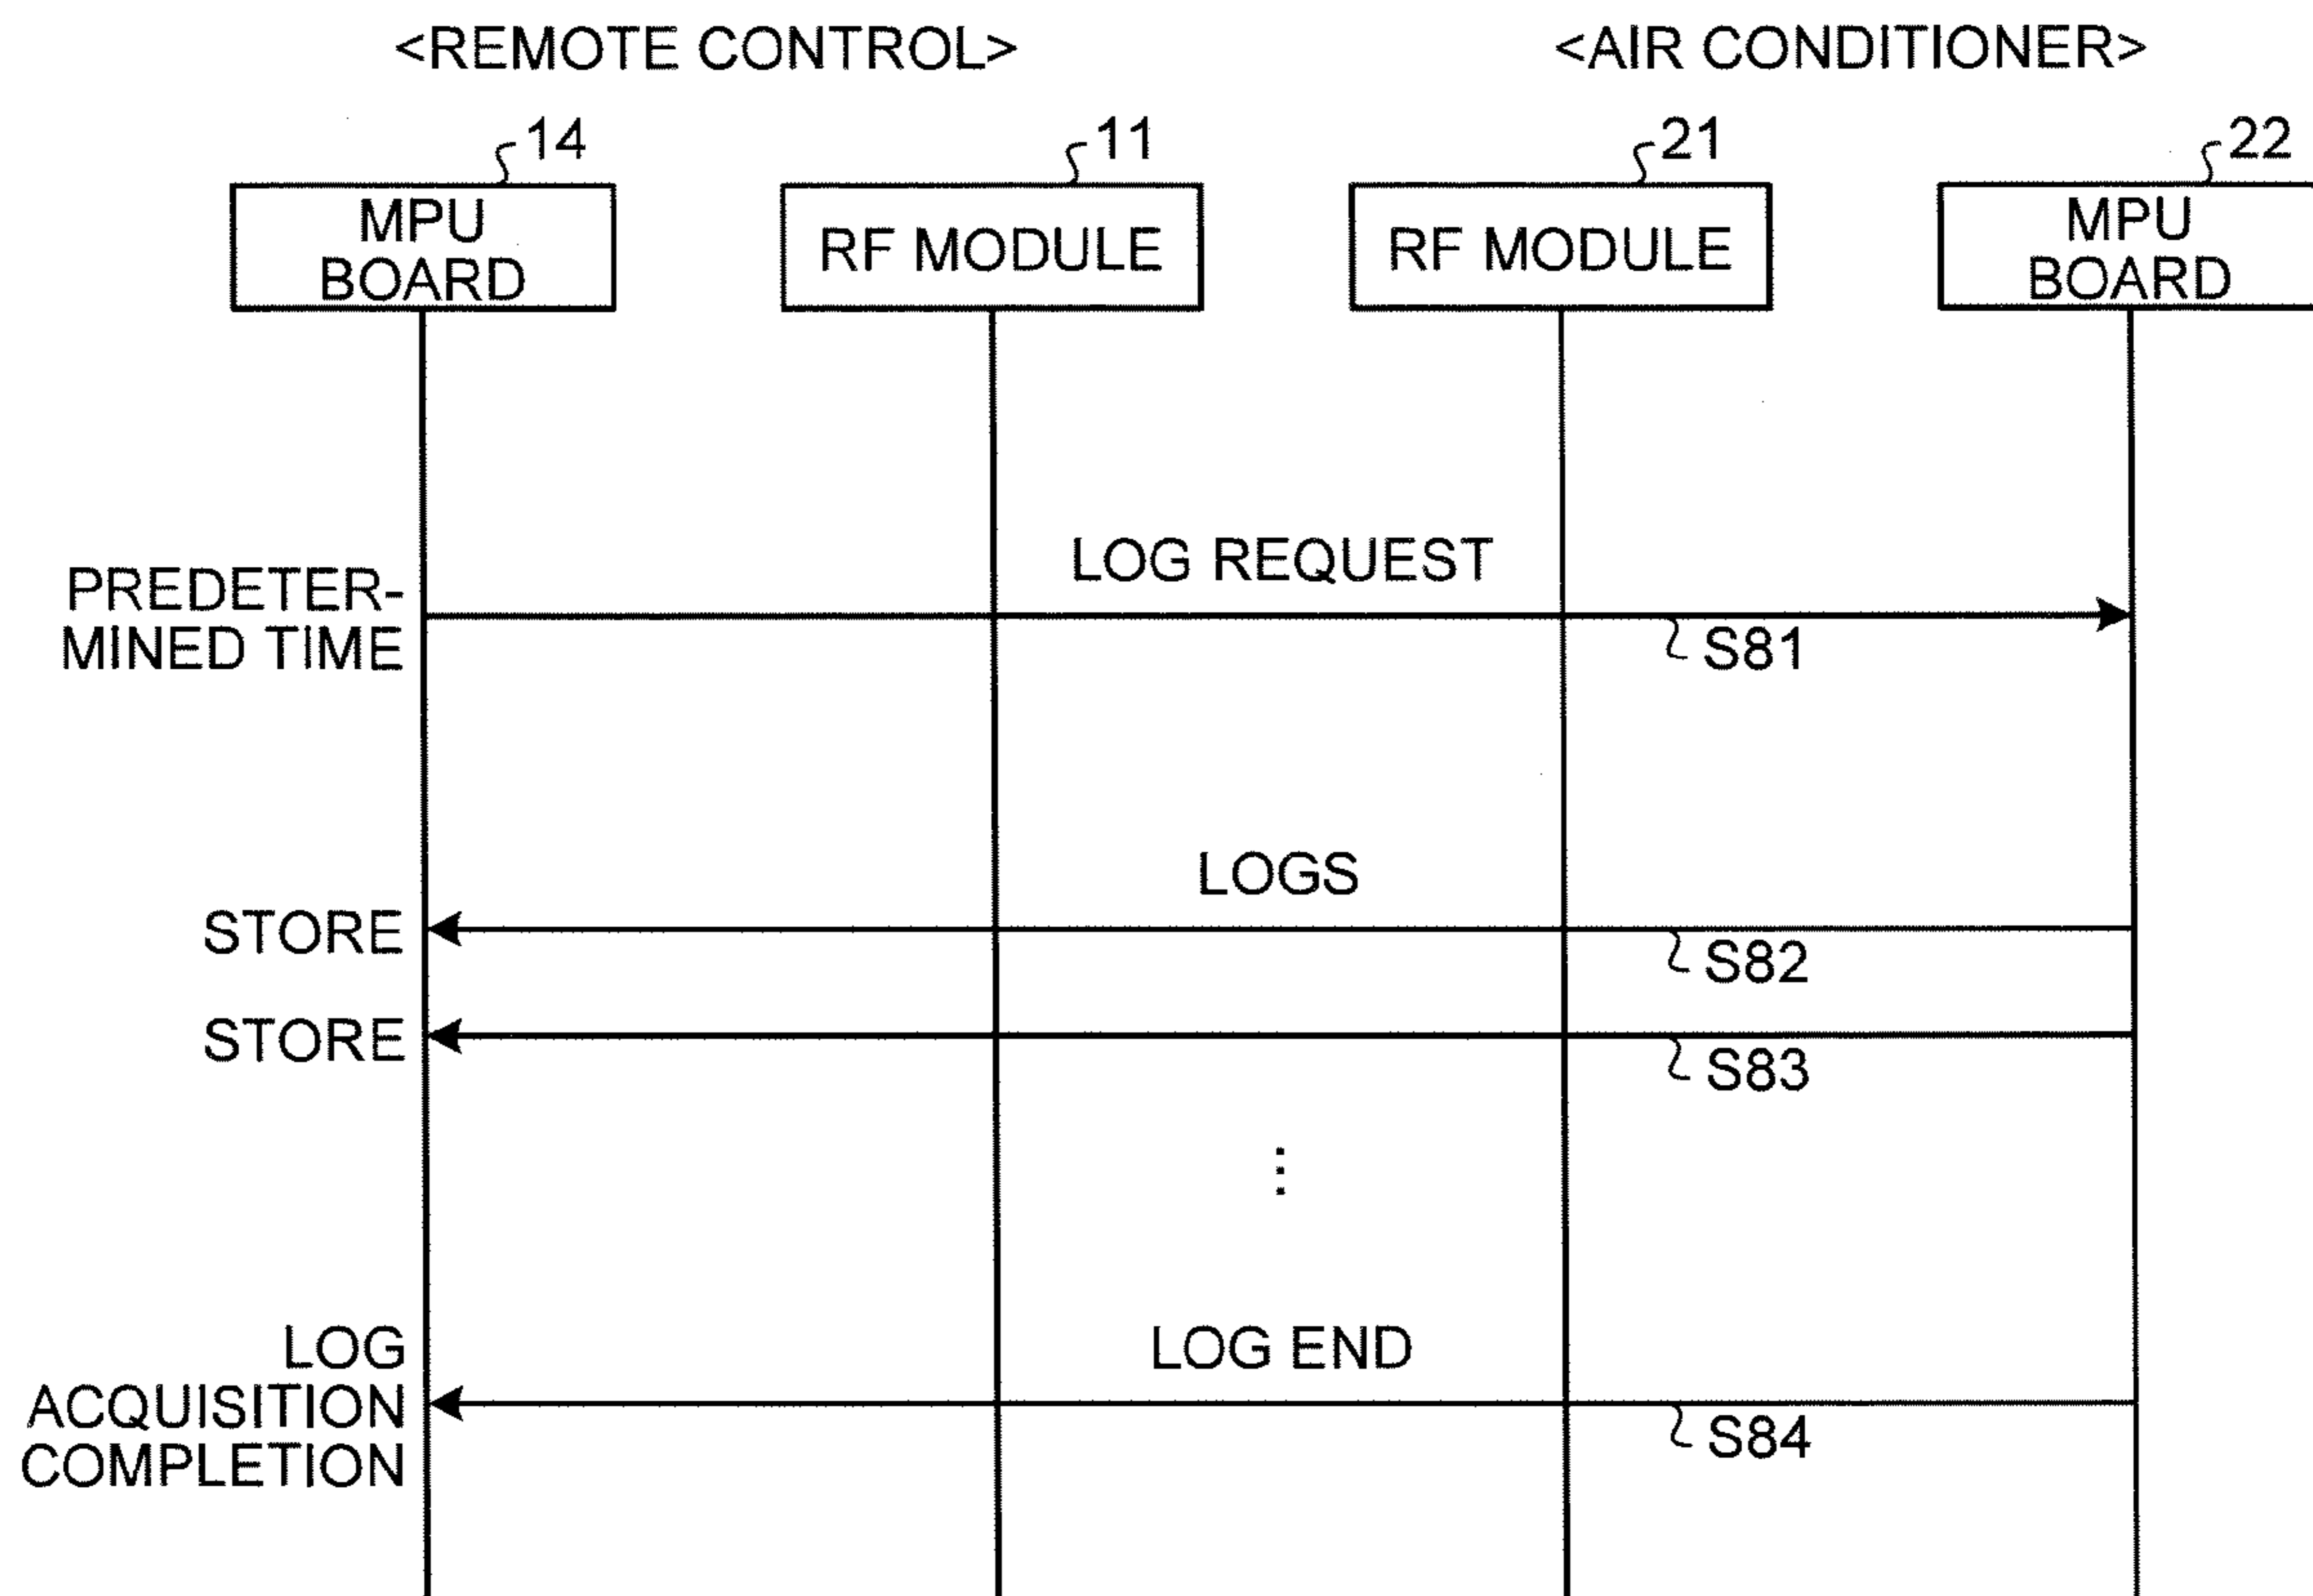 <REMOTE CONTROL>
<AIR CONDITIONER>
14
11
21
22
MPU
BOARD
RF MODULE
RF MODULE
MPU
BOARD
LOG REQUEST
PREDETER-
MINED TIME
S81
LOGS
STORE
S82
STORE
S83
LOG
ACQUISITION
COMPLETION
LOG END
S84